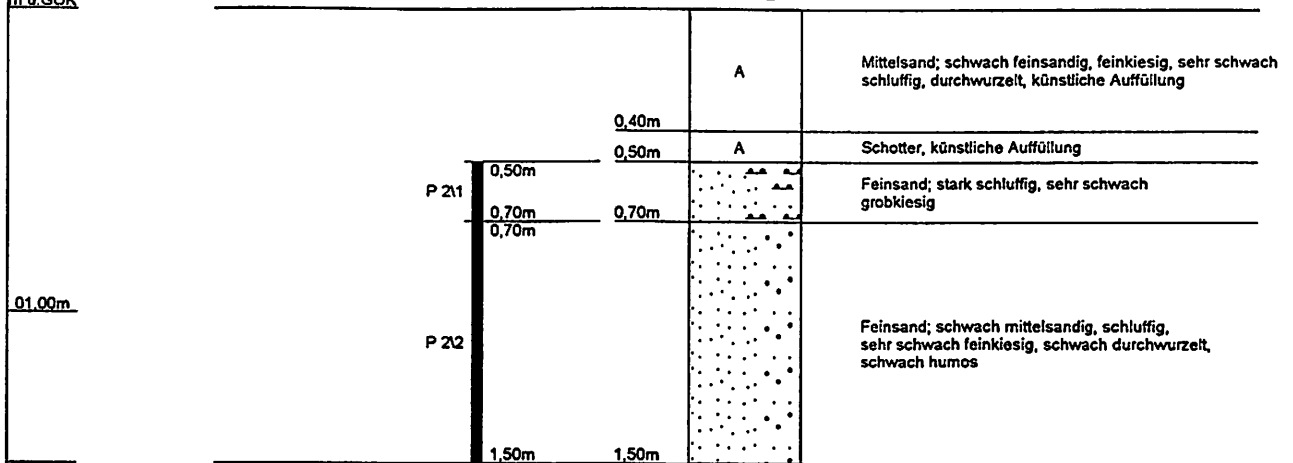 m u.GOK
A
Mittelsand; schwach feinsandig, feinkiesig, sehr schwach
schluffig, durchwurzelt, künstliche Auffüllung
0,40m
0,50m
A
Schotter, künstliche Auffüllung
P 2\1
0,50m
Feinsand; stark schluffig, sehr schwach
grobkiesig
0,70m
0,70m
0,70m
01.00m
P 2\2
Feinsand; schwach mittelsandig, schluffig,
sehr schwach feinkiesig, schwach durchwurzelt,
schwach humos
1,50m
1,50m